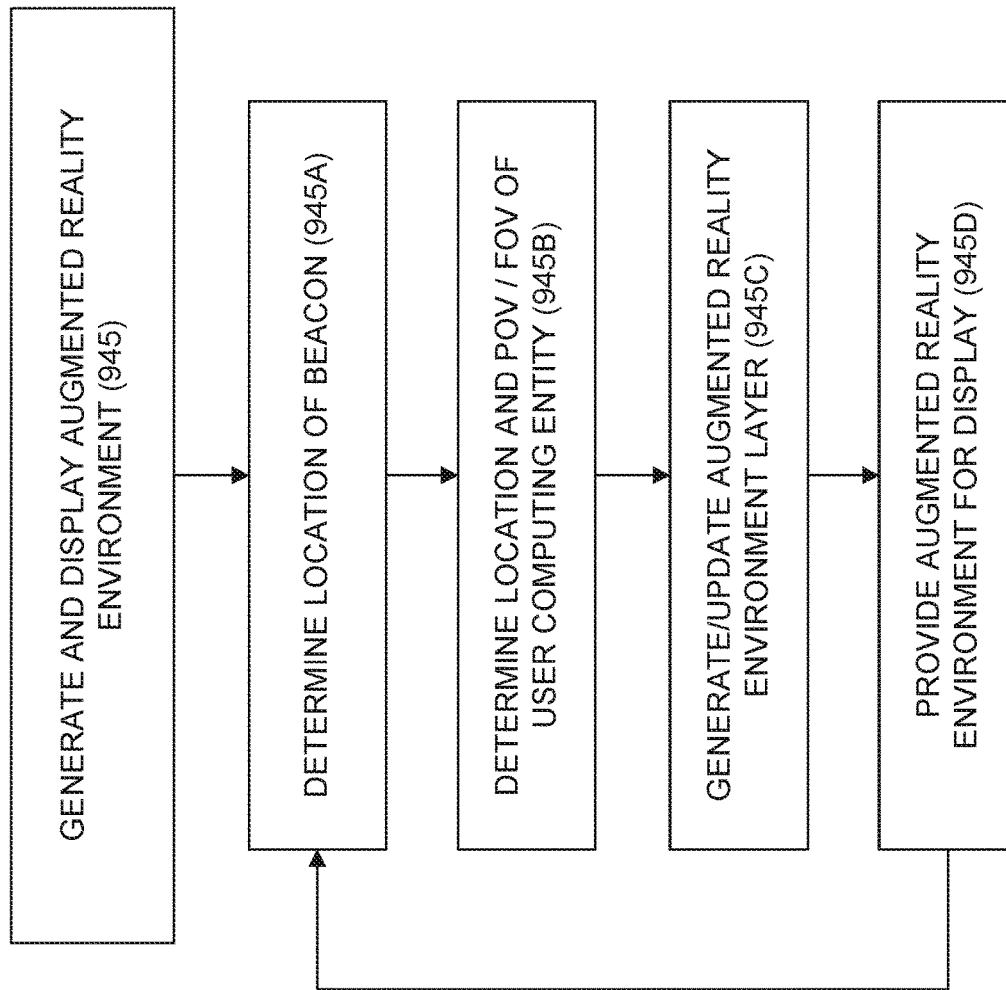 GENERATE AND DISPLAY AUGMENTED REALITY
ENVIRONMENT (945)
DETERMINE LOCATION OF BEACON (945A)
DETERMINE LOCATION AND POV / FOV OF
USER COMPUTING ENTITY (945B)
GENERATE/UPDATE AUGMENTED REALITY
ENVIRONMENT LAYER (945C)
PROVIDE AUGMENTED REALITY
ENVIRONMENT FOR DISPLAY (945D)